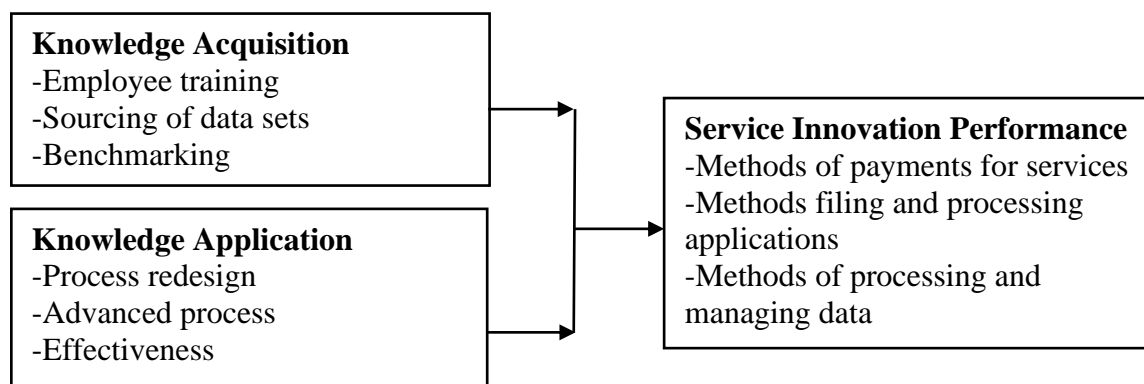 Knowledge Acquisition
-Employee training
-Sourcing of data sets
-Benchmarking
Knowledge Application
-Process redesign
-Advanced process
-Effectiveness
Service Innovation Performance
-Methods of payments for services
-Methods filing and processing
applications
-Methods of processing and
managing data